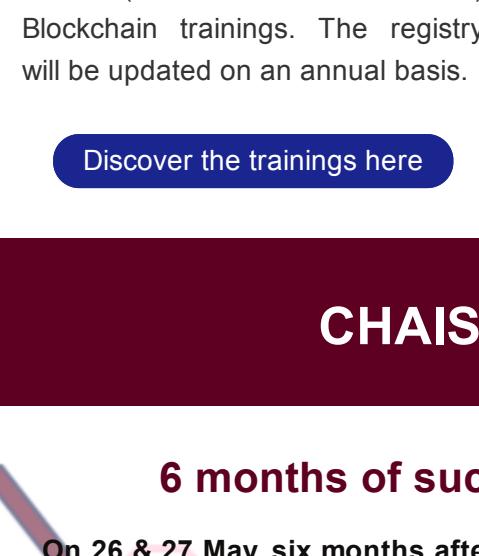 Blockchain trainings. The registry
will be updated on an annual basis.
Discover the trainings here
CHAIS
6 months of suc
On 26 & 27 May, six months afte